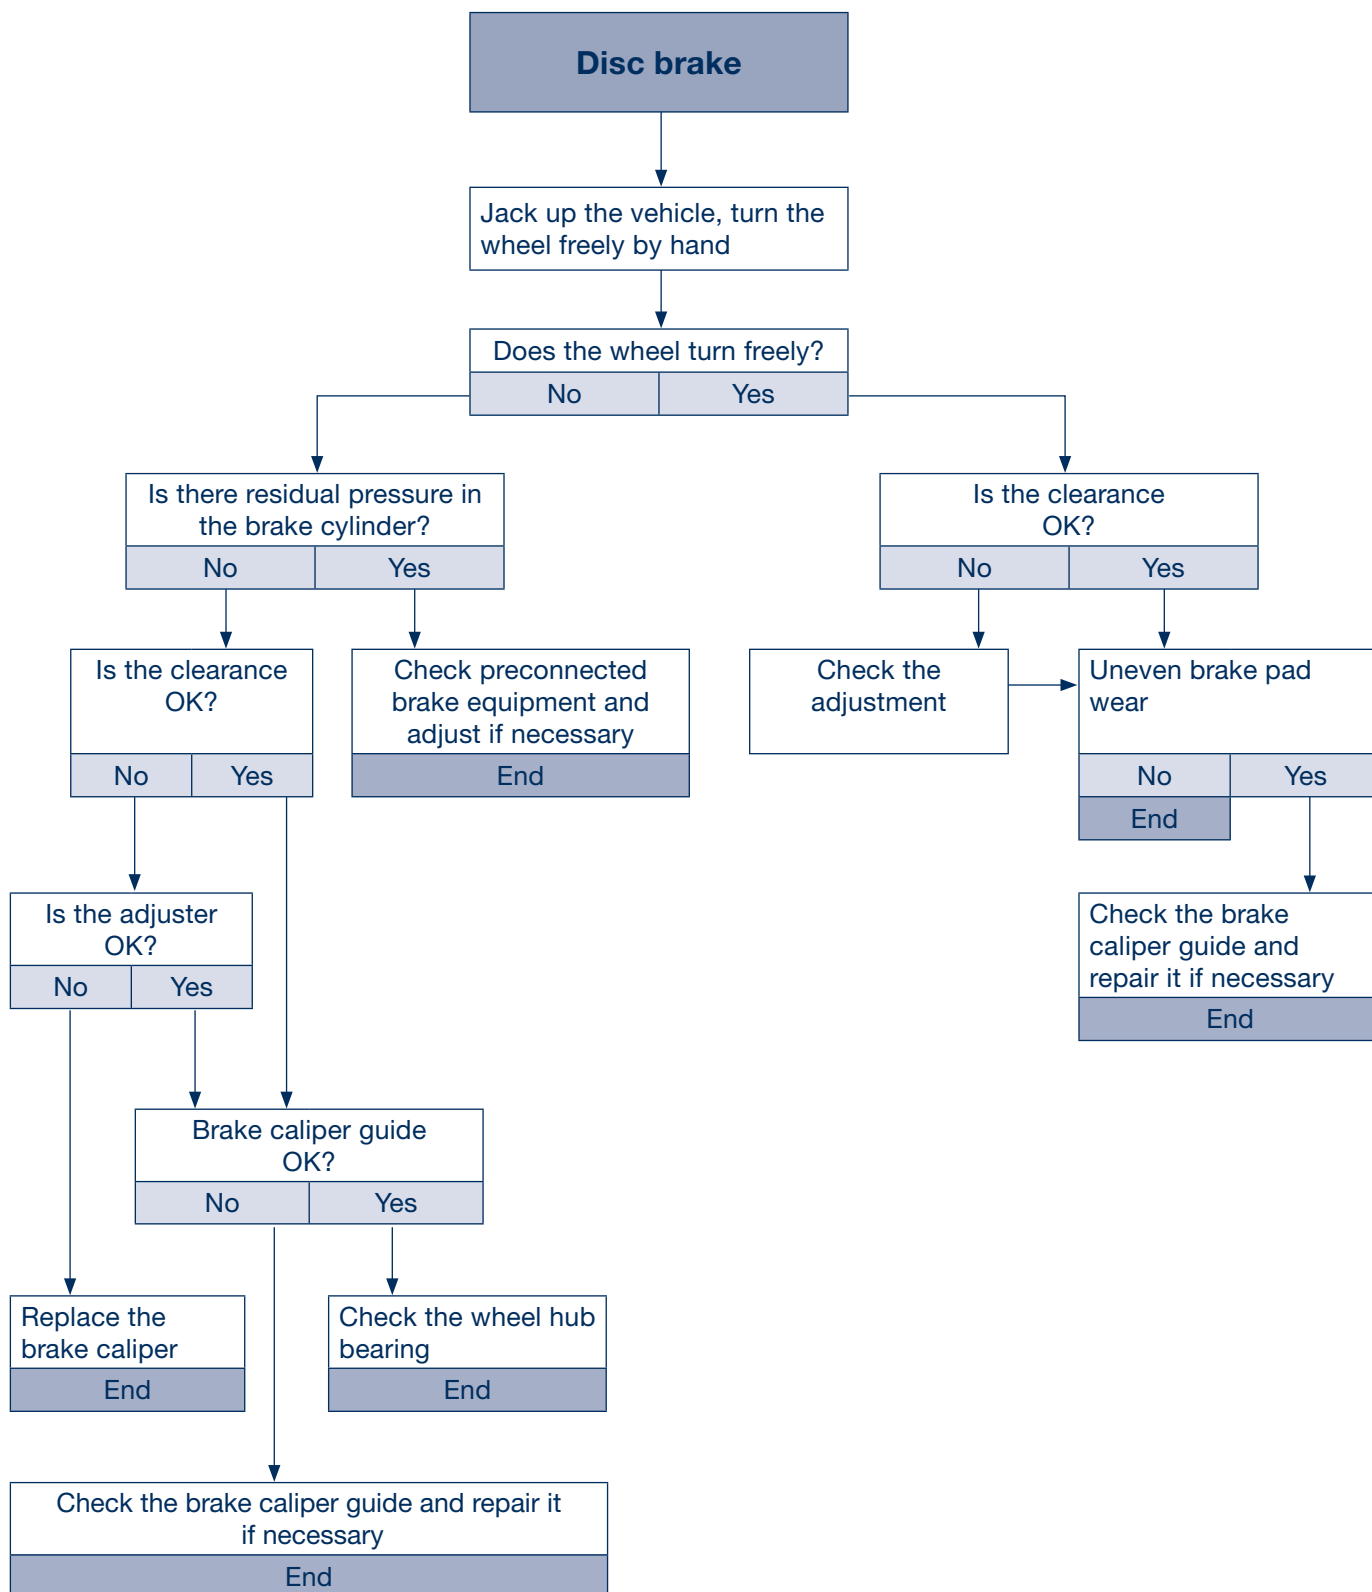 Disc brake
Jack up the vehicle, turn the
wheel freely by hand
Does the wheel turn freely?
No
Yes
Is there residual pressure in
the brake cylinder?
No
Yes
Is the clearance
OK?
No
Yes
Is the clearance
OK?
No
Yes
Check preconnected
brake equipment and
adjust if necessary
End
Check the
adjustment
Uneven brake pad
wear
No
Yes
End
Is the adjuster
OK?
No
Yes
Check the brake
caliper guide and
repair it if necessary
End
Brake caliper guide
OK?
No
Yes
Replace the
brake caliper
End
Check the wheel hub
bearing
End
Check the brake caliper guide and repair it
if necessary
End